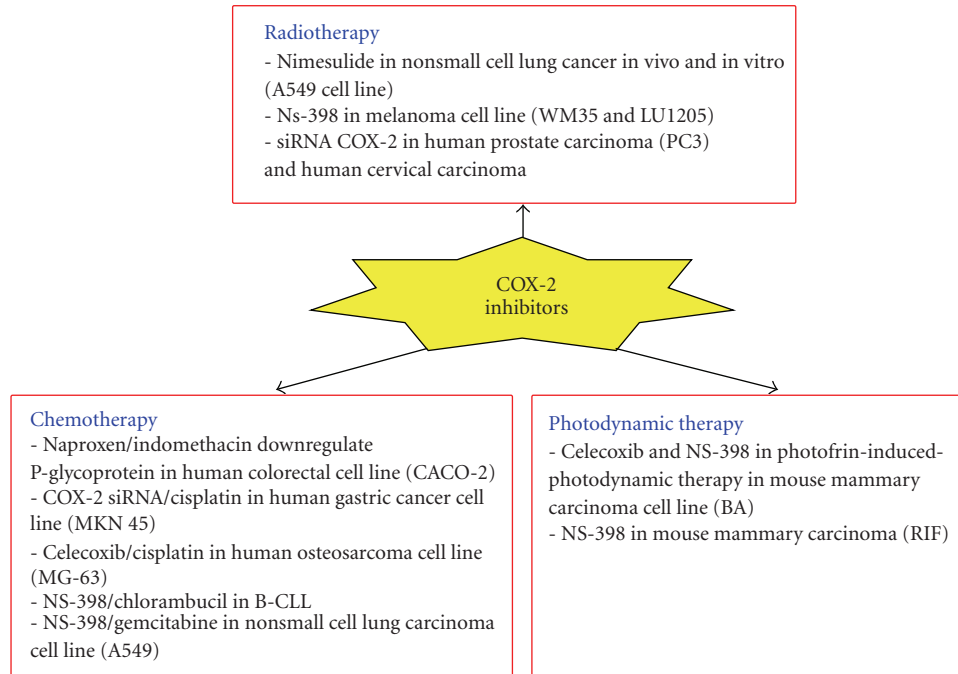 Radiotherapy
- Nimesulide in nonsmall cell lung cancer in vivo and in vitro
(A549 cell line)
- Ns-398 in melanoma cell line (WM35 and LU1205)
- siRNA COX-2 in human prostate carcinoma (PC3)
and human cervical carcinoma
COX-2
inhibitors
Chemotherapy
- Naproxen/indomethacin downregulate
P-glycoprotein in human colorectal cell line (CACO-2)
- COX-2 siRNA/cisplatin in human gastric cancer cell
line (MKN 45)
- Celecoxib/cisplatin in human osteosarcoma cell line
(MG-63)
- NS-398/chlorambucil in B-CLL
- NS-398/gemcitabine in nonsmall cell lung carcinoma
cell line (A549)
Photodynamic therapy
- Celecoxib and NS-398 in photofrin-induced-
photodynamic therapy in mouse mammary
carcinoma cell line (BA)
- NS-398 in mouse mammary carcinoma (RIF)